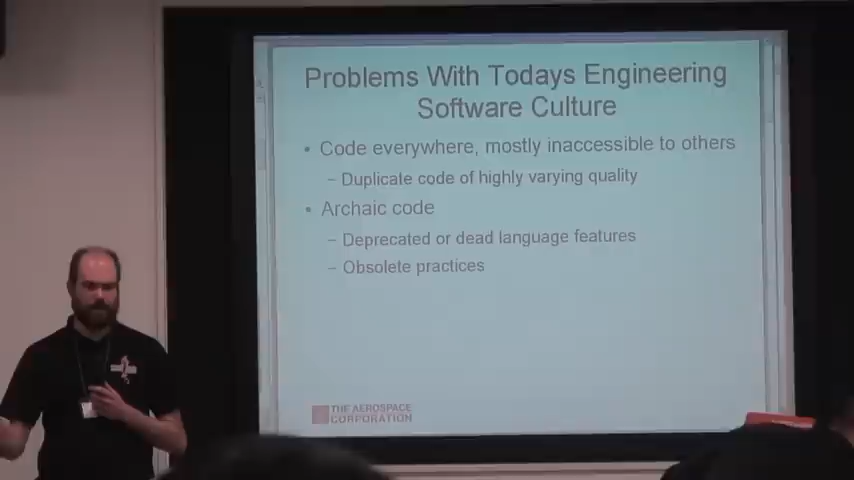 Problems With Todays Engineering
Software Culture
• Code everywhere, mostly inaccessible to others
– Duplicate code of highly varying quality
• Archaic code
– Deprecated or dead language features
– Obsolete practices
THE AEROSPACE
CORPORATION